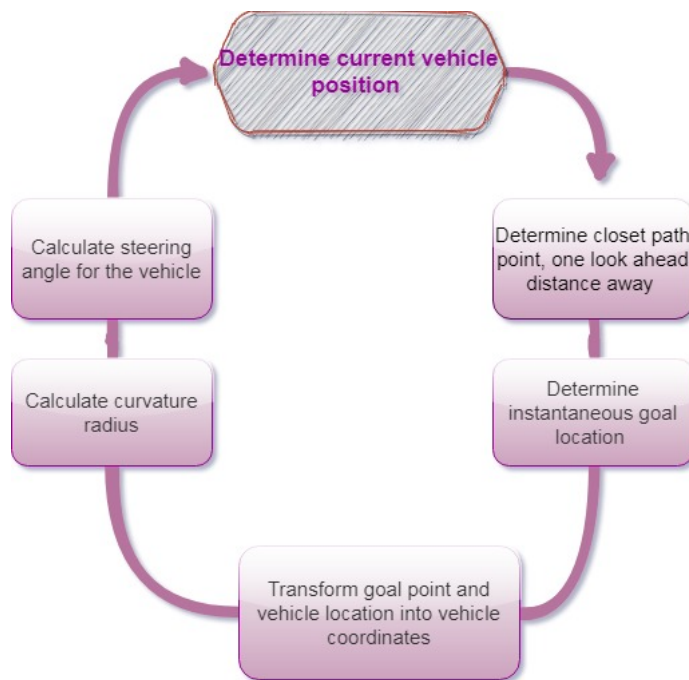 Determine current vehicle
position
Determine closet path
point, one look ahead
distance away
Determine
instantaneous goal
location
Transform goal point and
vehicle location into vehicle
coordinates
Calculate curvature
radius
Calculate steering
angle for the vehicle